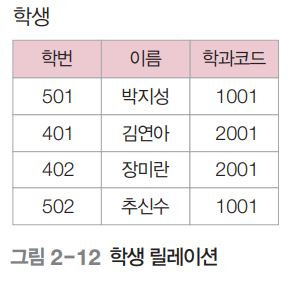 학생
학번 이름 학과코드
501 박지성 1001
401 김연아 2001
402 장미란 2001
502 추신수 1001
그림 2-12 학생 릴레이션